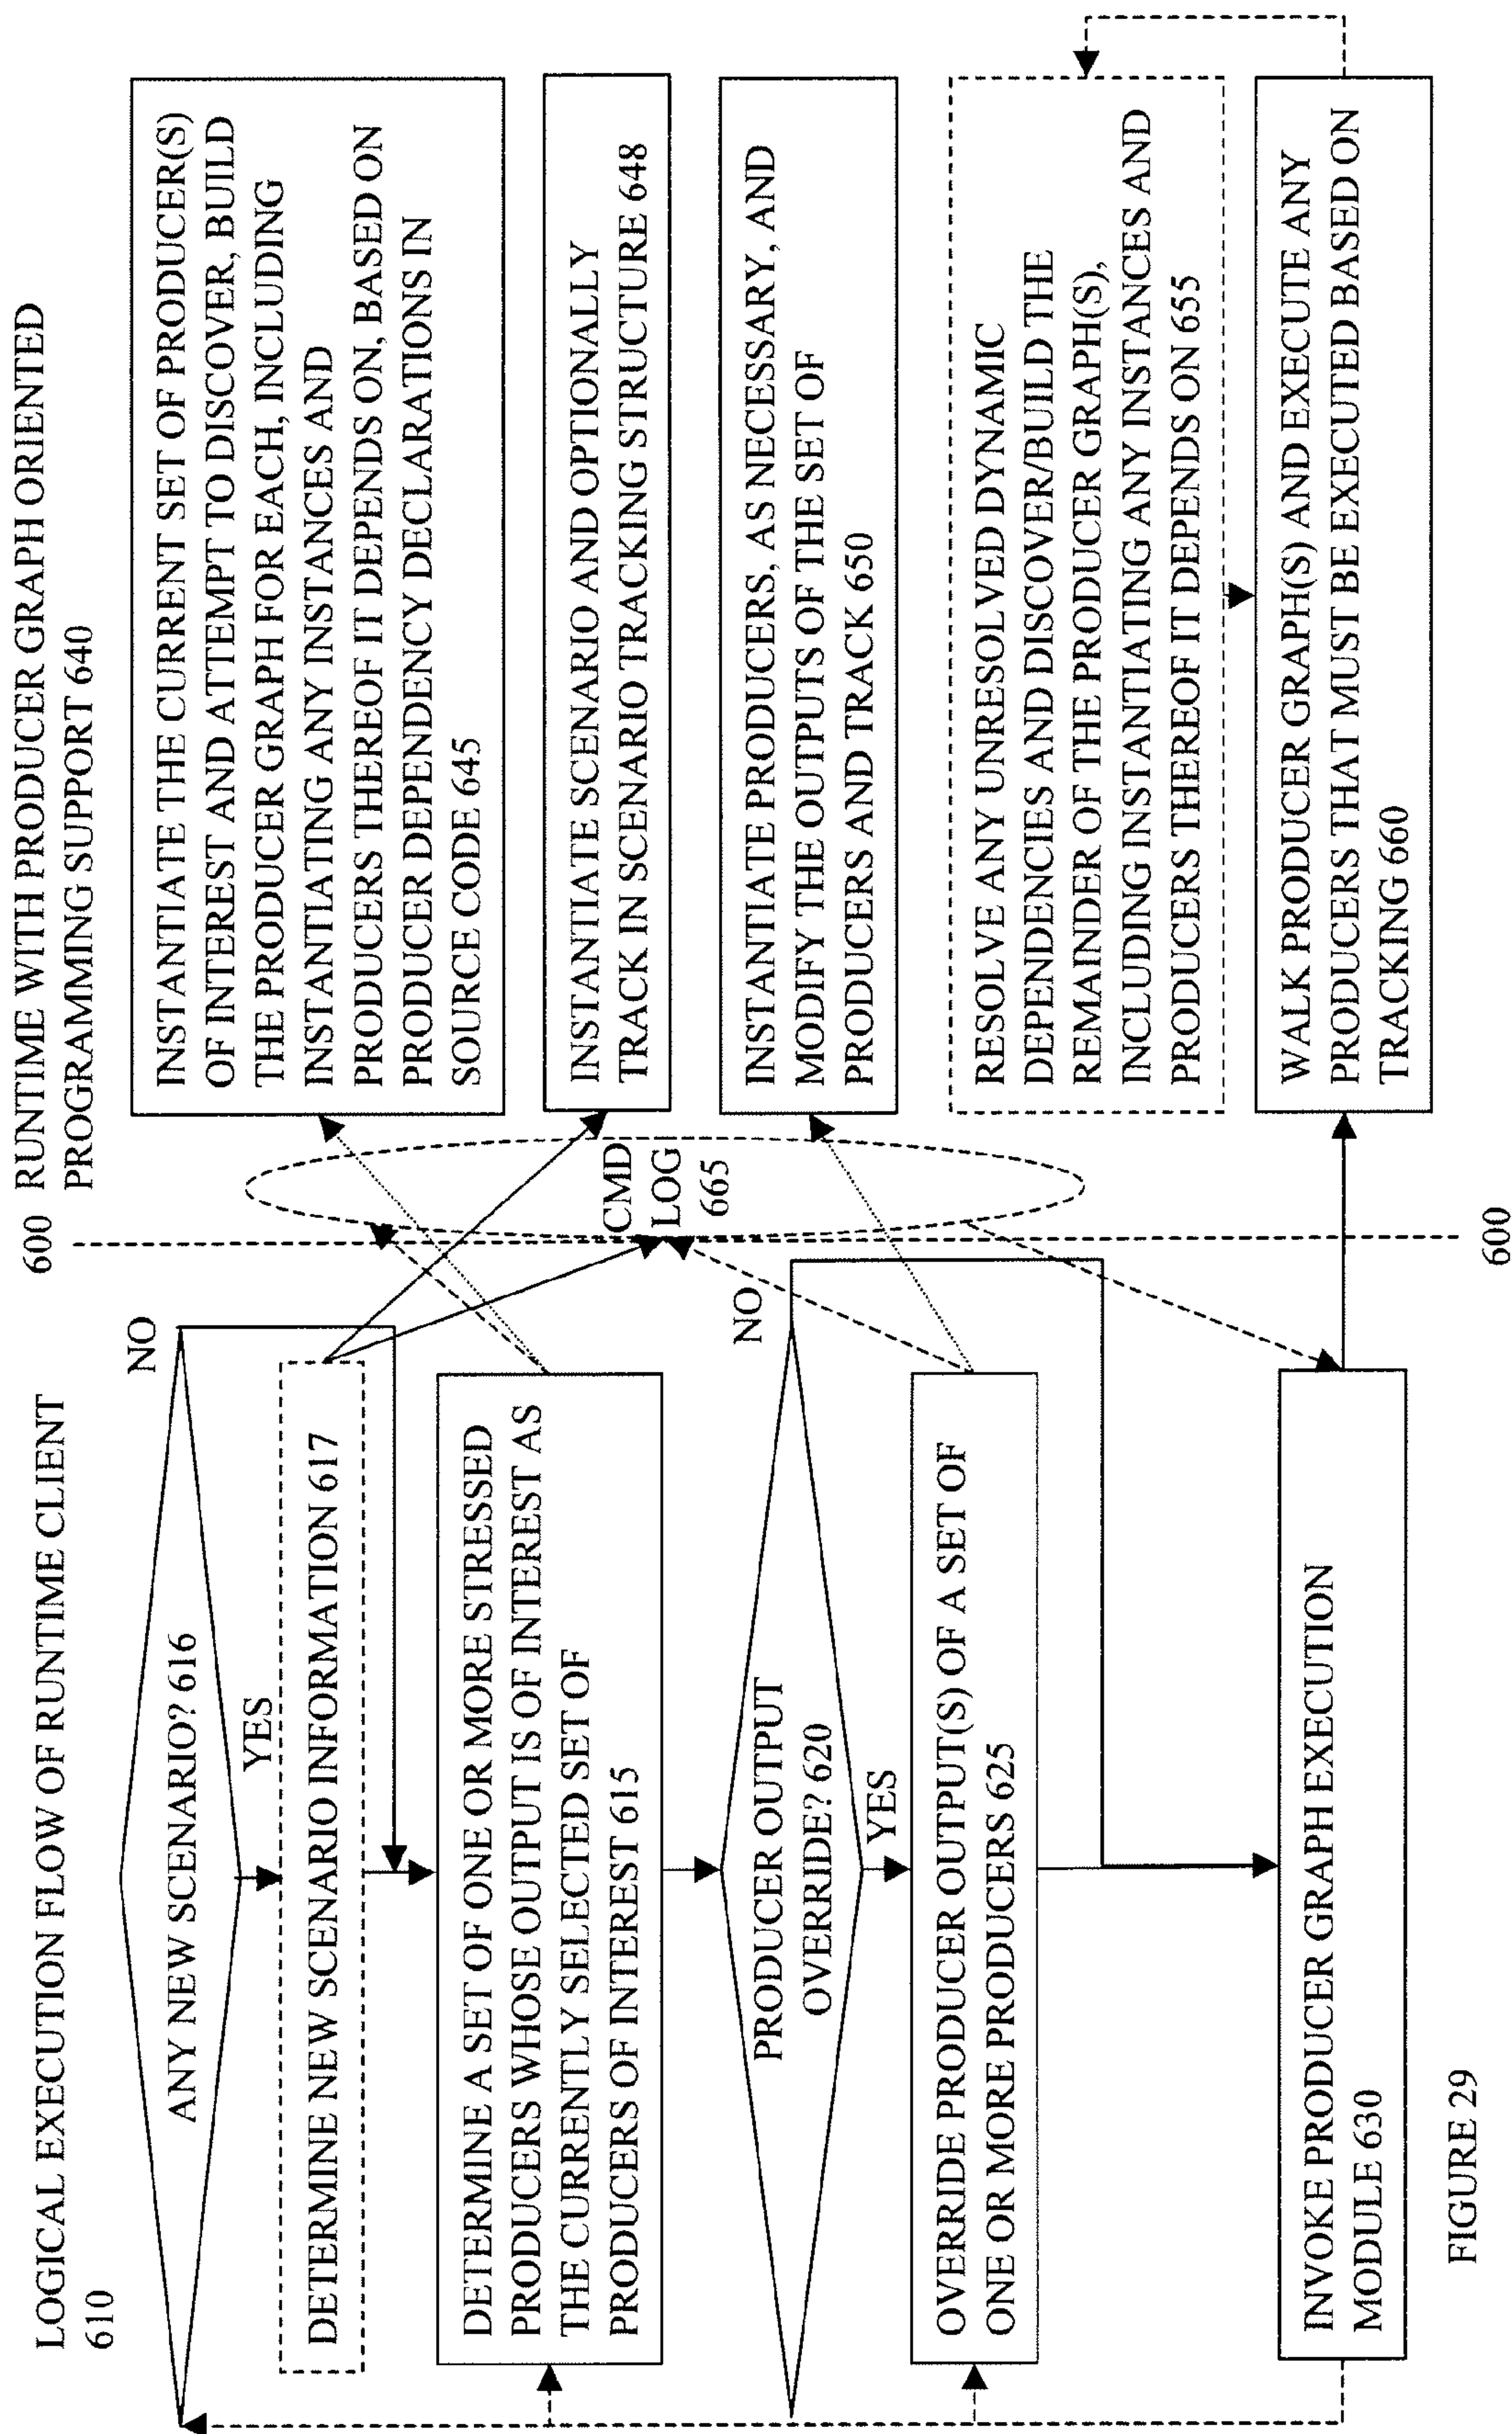 LOGICAL EXECUTION FLOW OF RUNTIME CLIENT
610
ANY NEW SCENARIO? 616
NO
YES
DETERMINE NEW SCENARIO INFORMATION 617
DETERMINE A SET OF ONE OR MORE STRESSED
PRODUCERS WHOSE OUTPUT IS OF INTEREST AS
THE CURRENTLY SELECTED SET OF
PRODUCERS OF INTEREST 615
PRODUCER OUTPUT
OVERRIDE? 620
NO
YES
OVERRIDE PRODUCER OUTPUT(S) OF A SET OF
ONE OR MORE PRODUCERS 625
INVOKE PRODUCER GRAPH EXECUTION
MODULE 630
600
CMD
LOG
665
600
RUNTIME WITH PRODUCER GRAPH ORIENTED
PROGRAMMING SUPPORT 640
INSTANTIATE THE CURRENT SET OF PRODUCER(S)
OF INTEREST AND ATTEMPT TO DISCOVER, BUILD
THE PRODUCER GRAPH FOR EACH, INCLUDING
INSTANTIATING ANY INSTANCES AND
PRODUCERS THEREOF IT DEPENDS ON, BASED ON
PRODUCER DEPENDENCY DECLARATIONS IN
SOURCE CODE 645
INSTANTIATE SCENARIO AND OPTIONALLY
TRACK IN SCENARIO TRACKING STRUCTURE 648
INSTANTIATE PRODUCERS, AS NECESSARY, AND
MODIFY THE OUTPUTS OF THE SET OF
PRODUCERS AND TRACK 650
RESOLVE ANY UNRESOLVED DYNAMIC
DEPENDENCIES AND DISCOVER/BUILD THE
REMAINDER OF THE PRODUCER GRAPH(S),
INCLUDING INSTANTIATING ANY INSTANCES AND
PRODUCERS THEREOF IT DEPENDS ON 655
WALK PRODUCER GRAPH(S) AND EXECUTE ANY
PRODUCERS THAT MUST BE EXECUTED BASED ON
TRACKING 660
FIGURE 29